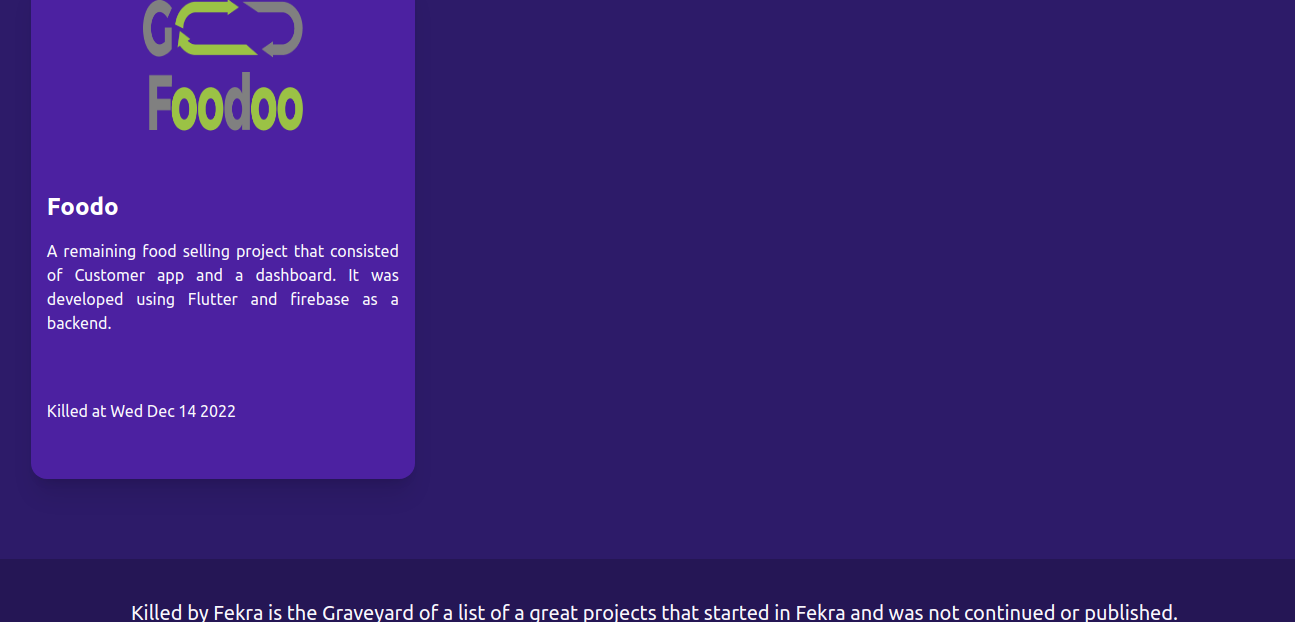 G
Foodoo
Foodo
A remaining food selling project that consisted
of Customer app and a dashboard. It was
developed using Flutter and firebase as a
backend.
Killed at Wed Dec 14 2022
Killed by Fekra is the Graveyard of a list of a great projects that started in Fekra and was not continued or published.